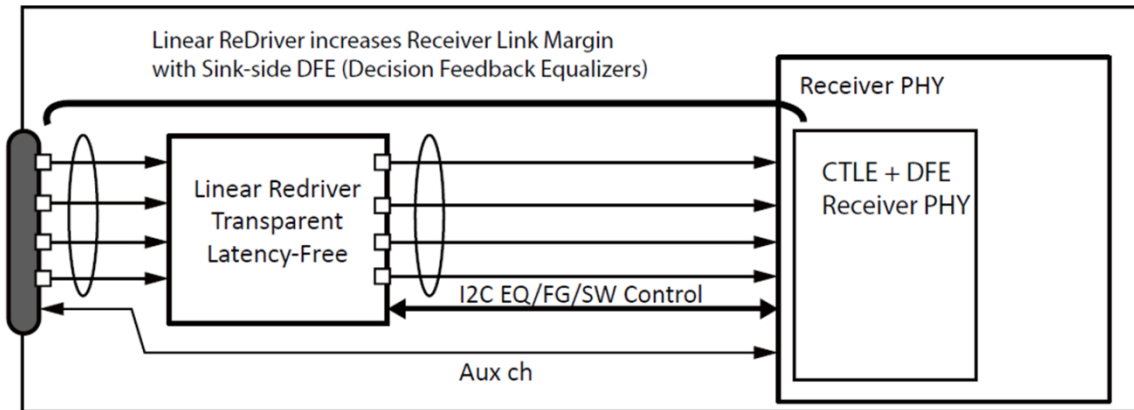 Linear ReDriver increases Receiver Link Margin
with Sink-side DFE (Decision Feedback Equalizers)
Receiver PHY
Linear Redriver
Transparent
Latency-Free
CTLE + DFE
Receiver PHY
I2C EQ/FG/SW Control
Aux ch